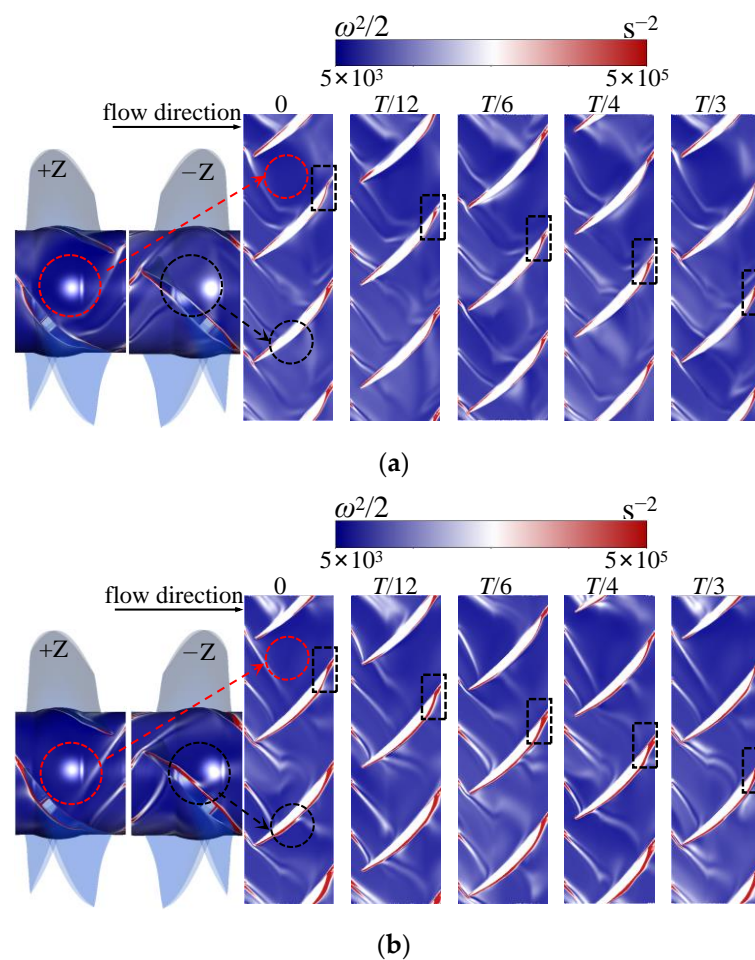 ω²/2 s⁻²
5×10³ 5×10⁵
0 T/12 T/6 T/4 T/3
flow direction
+Z −Z
(a)
ω²/2 s⁻²
5×10³ 5×10⁵
0 T/12 T/6 T/4 T/3
flow direction
+Z −Z
(b)